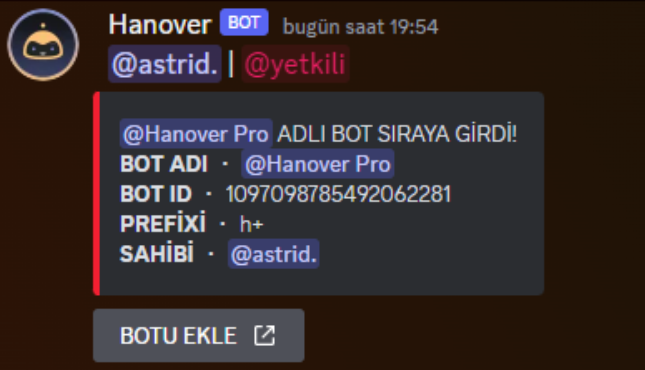 Hanover BOT bugün saat 19:54
@astrid. | @yetkili
@Hanover Pro ADLI BOT SIRAYA GİRDİ!
BOT ADI · @Hanover Pro
BOT ID · 1097098785492062281
PREFİXİ · h+
SAHİBİ · @astrid.
BOTU EKLE